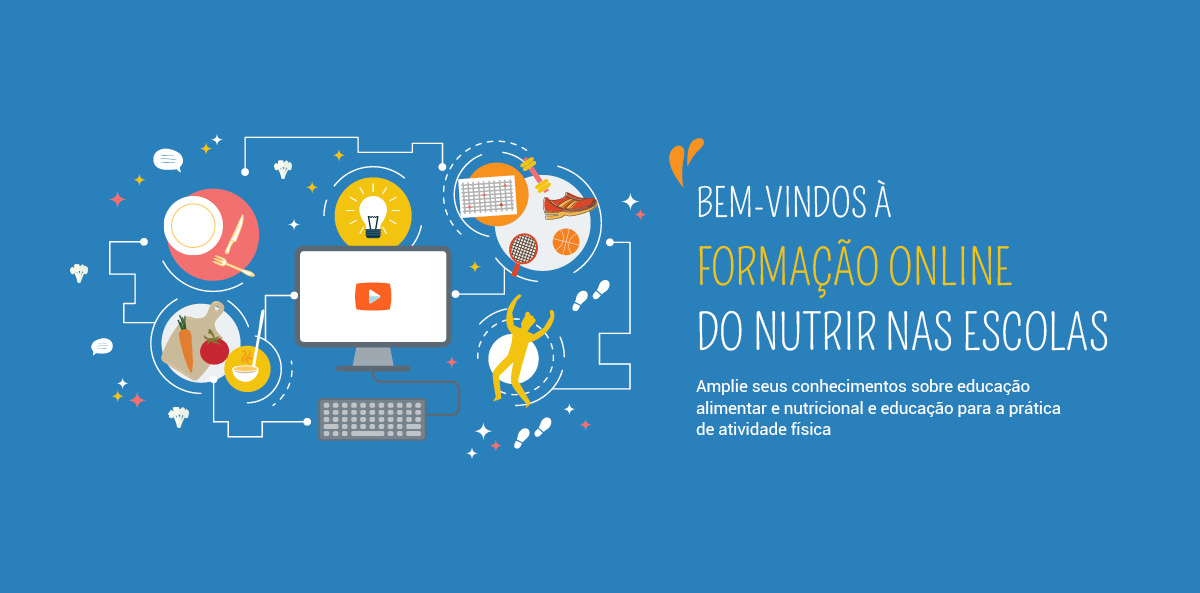 BEM-VINDOS À
FORMAÇÃO ONLINE
DO NUTRIR NAS ESCOLAS
Amplie seus conhecimentos sobre educação
alimentar e nutricional e educação para a prática
de atividade física